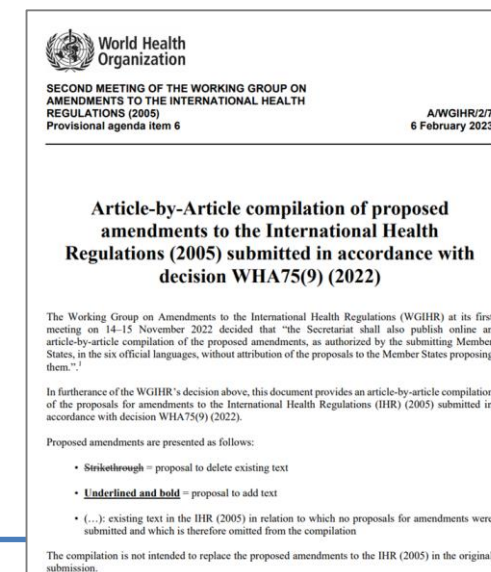 World Health
Organization
SECOND MEETING OF THE WORKING GROUP ON
AMENDMENTS TO THE INTERNATIONAL HEALTH
REGULATIONS (2005)
Provisional agenda item 6
A/WGIHR/2/7
6 February 2023
Article-by-Article compilation of proposed
amendments to the International Health
Regulations (2005) submitted in accordance with
decision WHA75(9) (2022)
The Working Group on Amendments to the International Health Regulations (WGIHR) at its first
meeting on 14–15 November 2022 decided that “the Secretariat shall also publish online an
article-by-article compilation of the proposed amendments, as authorized by the submitting Member
States, in the six official languages, without attribution of the proposals to the Member States proposing
them.”.1
In furtherance of the WGIHR’s decision above, this document provides an article-by-article compilation
of the proposals for amendments to the International Health Regulations (IHR) (2005) submitted in
accordance with decision WHA75(9) (2022).
Proposed amendments are presented as follows:
• Strikethrough = proposal to delete existing text
• Underlined and bold = proposal to add text
• (…): existing text in the IHR (2005) in relation to which no proposals for amendments were
submitted and which is therefore omitted from the compilation
The compilation is not intended to replace the proposed amendments to the IHR (2005) in the original
submission.